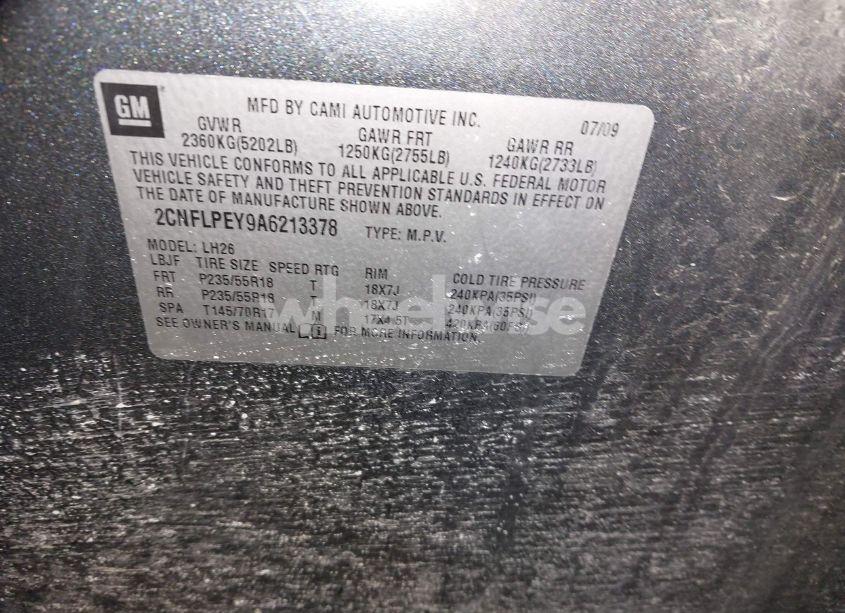 GM
MFD BY CAMI AUTOMOTIVE INC. 07/09
GVWR GAWR FRT GAWR RR
2360KG(5202LB) 1250KG(2755LB) 1240KG(2733LB)
THIS VEHICLE CONFORMS TO ALL APPLICABLE U.S. FEDERAL MOTOR
VEHICLE SAFETY AND THEFT PREVENTION STANDARDS IN EFFECT ON
THE DATE OF MANUFACTURE SHOWN ABOVE.
2CNFLPEY9A6213378 TYPE: M.P.V.
MODEL: LH26
LBJF TIRE SIZE SPEED RTG RIM COLD TIRE PRESSURE
FRT P235/55R18 T 18X7J 240KPA(35PSI)
RR P235/55R18 T 18X7J 240KPA(35PSI)
SPA T145/70R17 M 17X4.5T 420KPA(60PSI)
SEE OWNER'S MANUAL i FOR MORE INFORMATION.